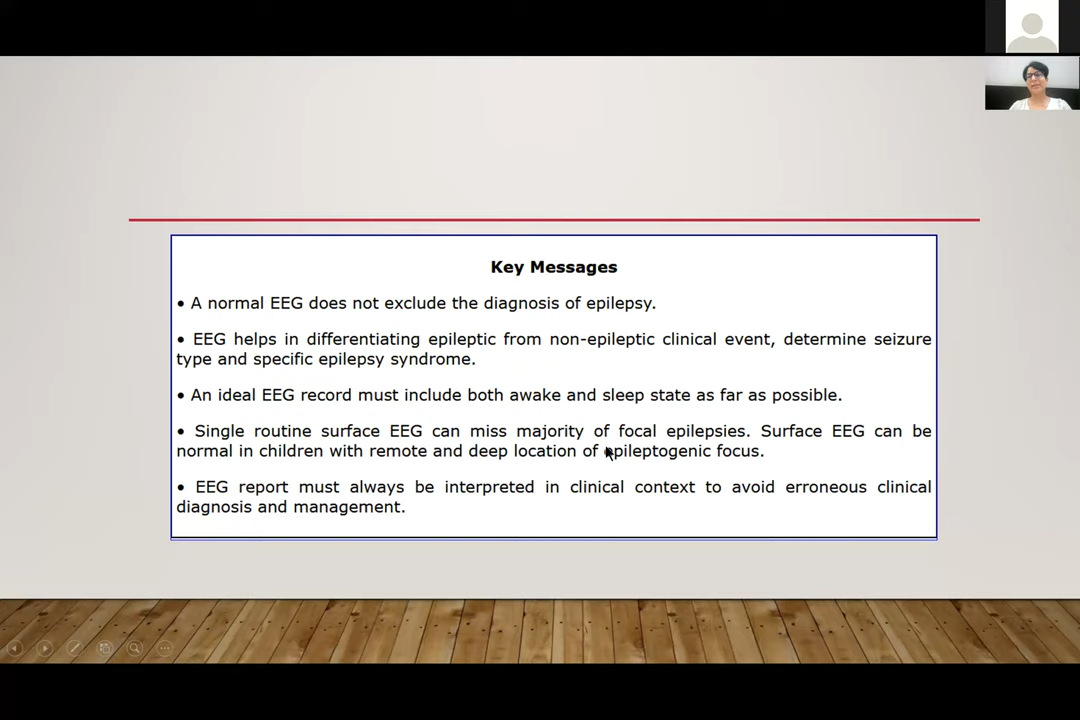 Key Messages
• A normal EEG does not exclude the diagnosis of epilepsy.
• EEG helps in differentiating epileptic from non-epileptic clinical event, determine seizure
type and specific epilepsy syndrome.
• An ideal EEG record must include both awake and sleep state as far as possible.
• Single routine surface EEG can miss majority of focal epilepsies. Surface EEG can be
normal in children with remote and deep location of epileptogenic focus.
• EEG report must always be interpreted in clinical context to avoid erroneous clinical
diagnosis and management.